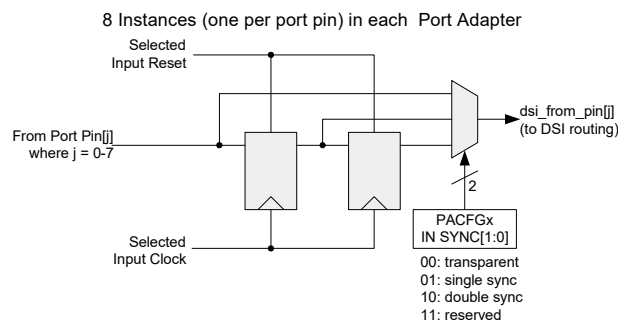 8 Instances (one per port pin) in each Port Adapter
Selected
Input Reset
From Port Pin[j]
where j = 0-7
dsi_from_pin[j]
(to DSI routing)
2
Selected
Input Clock
PACFGx
IN SYNC[1:0]
00: transparent
01: single sync
10: double sync
11: reserved